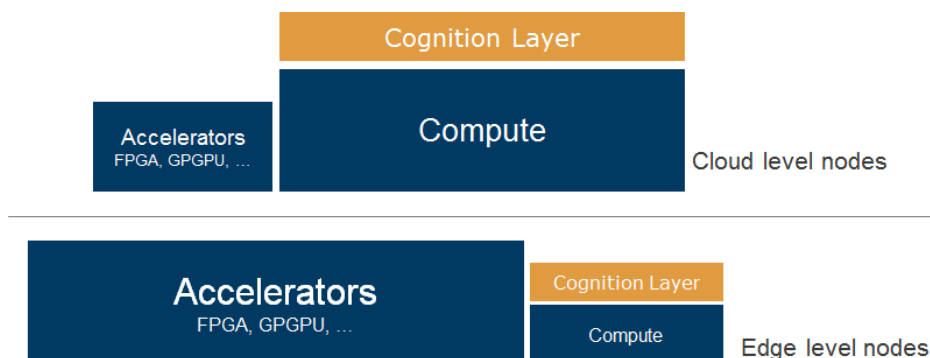 Cognition Layer
Accelerators
FPGA, GPGPU, ...
Compute
Cloud level nodes
Accelerators
FPGA, GPGPU, ...
Cognition Layer
Compute
Edge level nodes